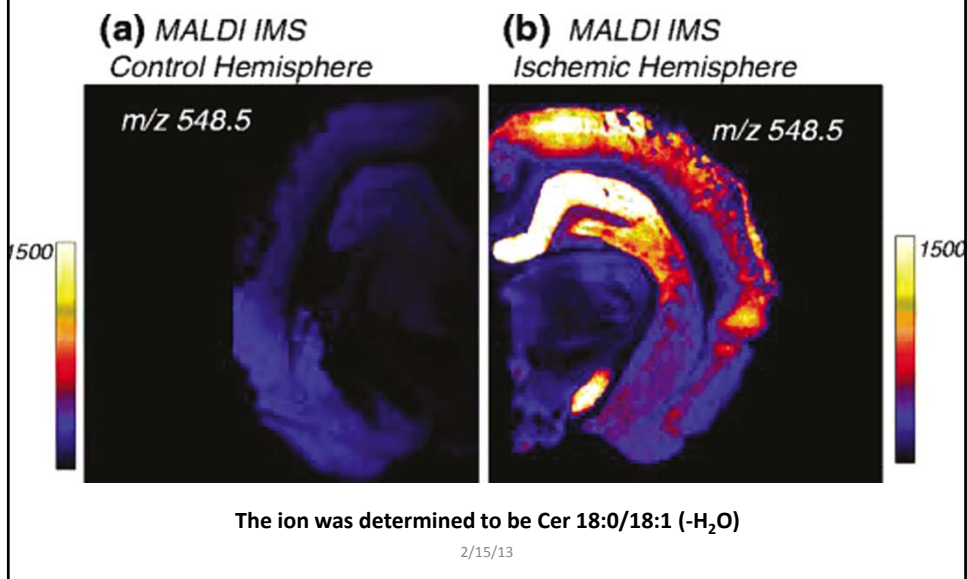 (a) MALDI IMS
Control Hemisphere
(b) MALDI IMS
Ischemic Hemisphere
m/z 548.5
m/z 548.5
1500
1500
The ion was determined to be Cer 18:0/18:1 (-H₂O)
2/15/13